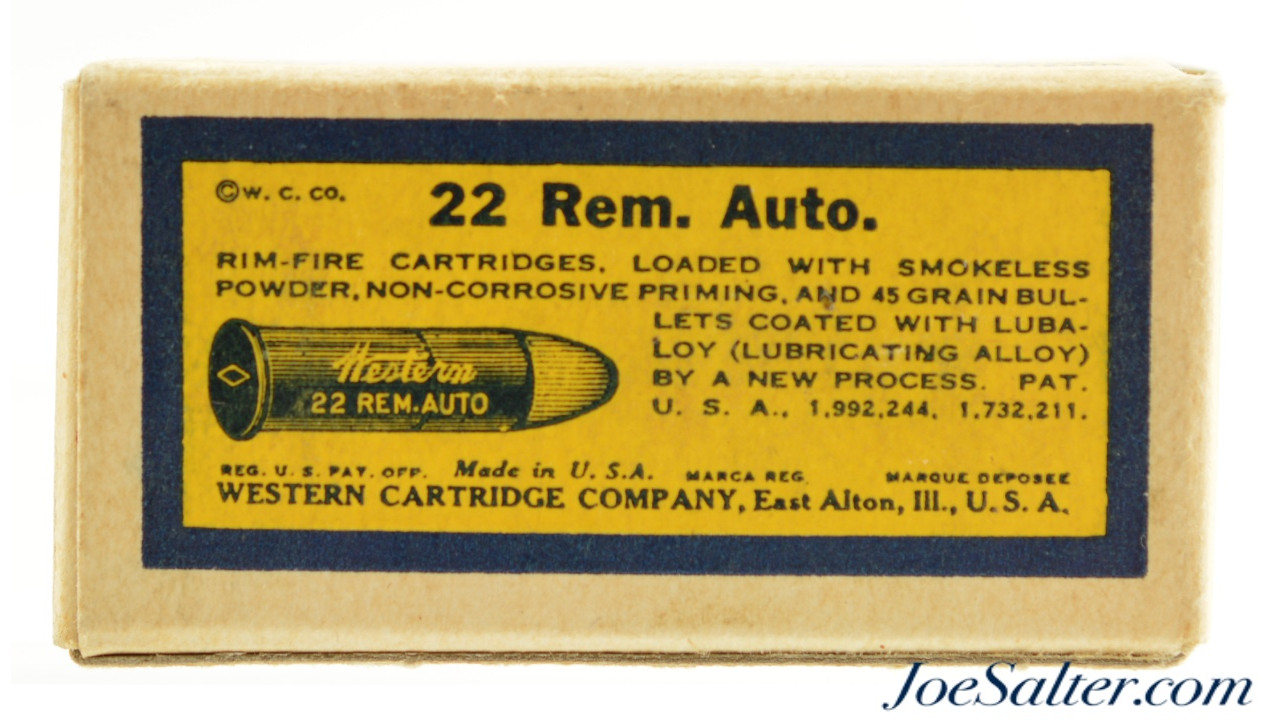 ©W. C. CO.
22 Rem. Auto.
RIM-FIRE CARTRIDGES, LOADED WITH SMOKELESS
POWDER, NON-CORROSIVE PRIMING, AND 45 GRAIN BUL-
LETS COATED WITH LUBA-
LOY (LUBRICATING ALLOY)
BY A NEW PROCESS. PAT.
U. S. A., 1,992,244, 1,732,211.
Western
22 REM.AUTO
REG. U. S. PAT. OFF. Made in U. S.A. MARCA REG. MARQUE DEPOSEE
WESTERN CARTRIDGE COMPANY, East Alton, Ill., U. S. A.
JoeSalter.com